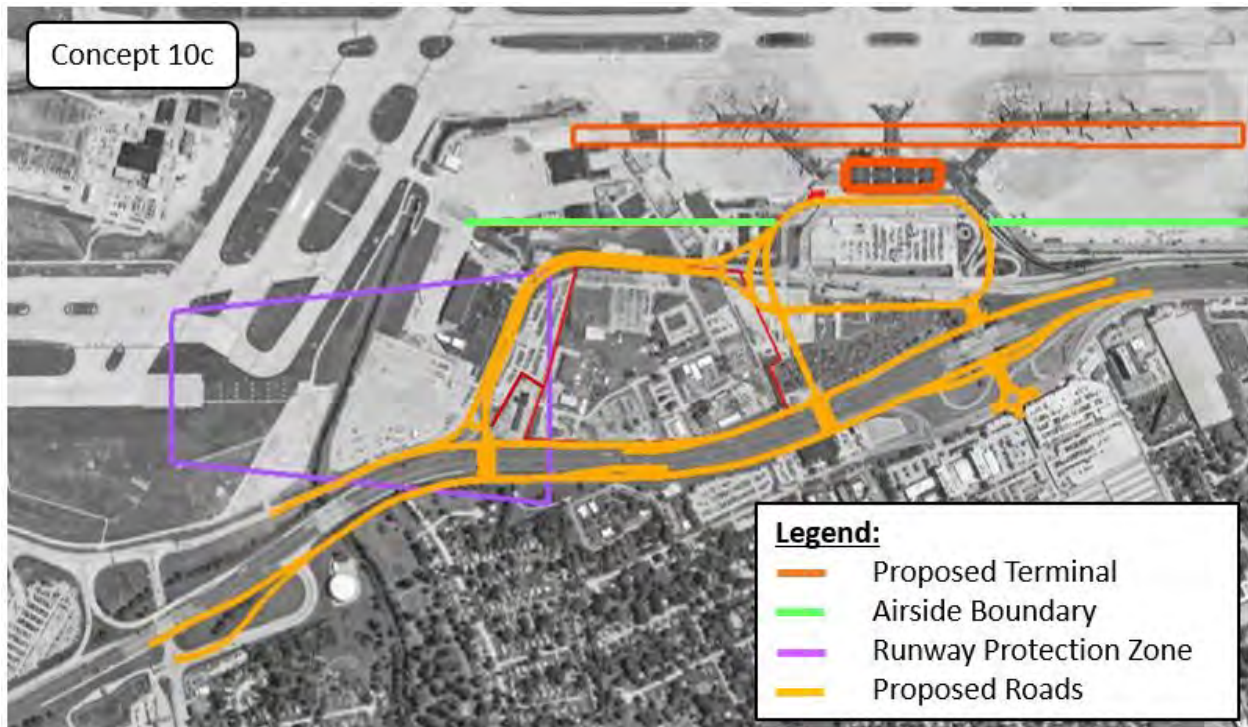 Concept 10c
Legend:
Proposed Terminal
Airside Boundary
Runway Protection Zone
Proposed Roads